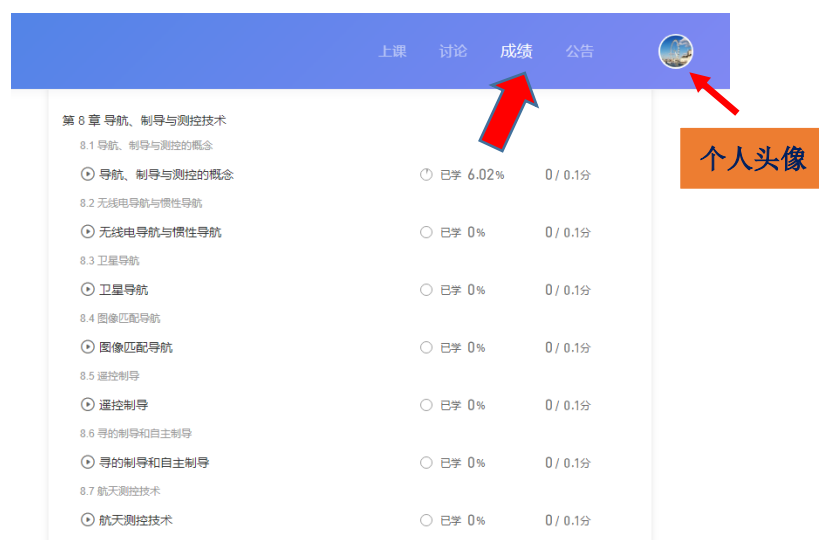 上课 讨论 成绩 公告
个人头像
第 8 章 导航、制导与测控技术
8.1 导航、制导与测控的概念
导航、制导与测控的概念 已学 6.02% 0 / 0.1分
8.2 无线电导航与惯性导航
无线电导航与惯性导航 已学 0% 0 / 0.1分
8.3 卫星导航
卫星导航 已学 0% 0 / 0.1分
8.4 图像匹配导航
图像匹配导航 已学 0% 0 / 0.1分
8.5 遥控制导
遥控制导 已学 0% 0 / 0.1分
8.6 寻的制导和自主制导
寻的制导和自主制导 已学 0% 0 / 0.1分
8.7 航天测控技术
航天测控技术 已学 0% 0 / 0.1分